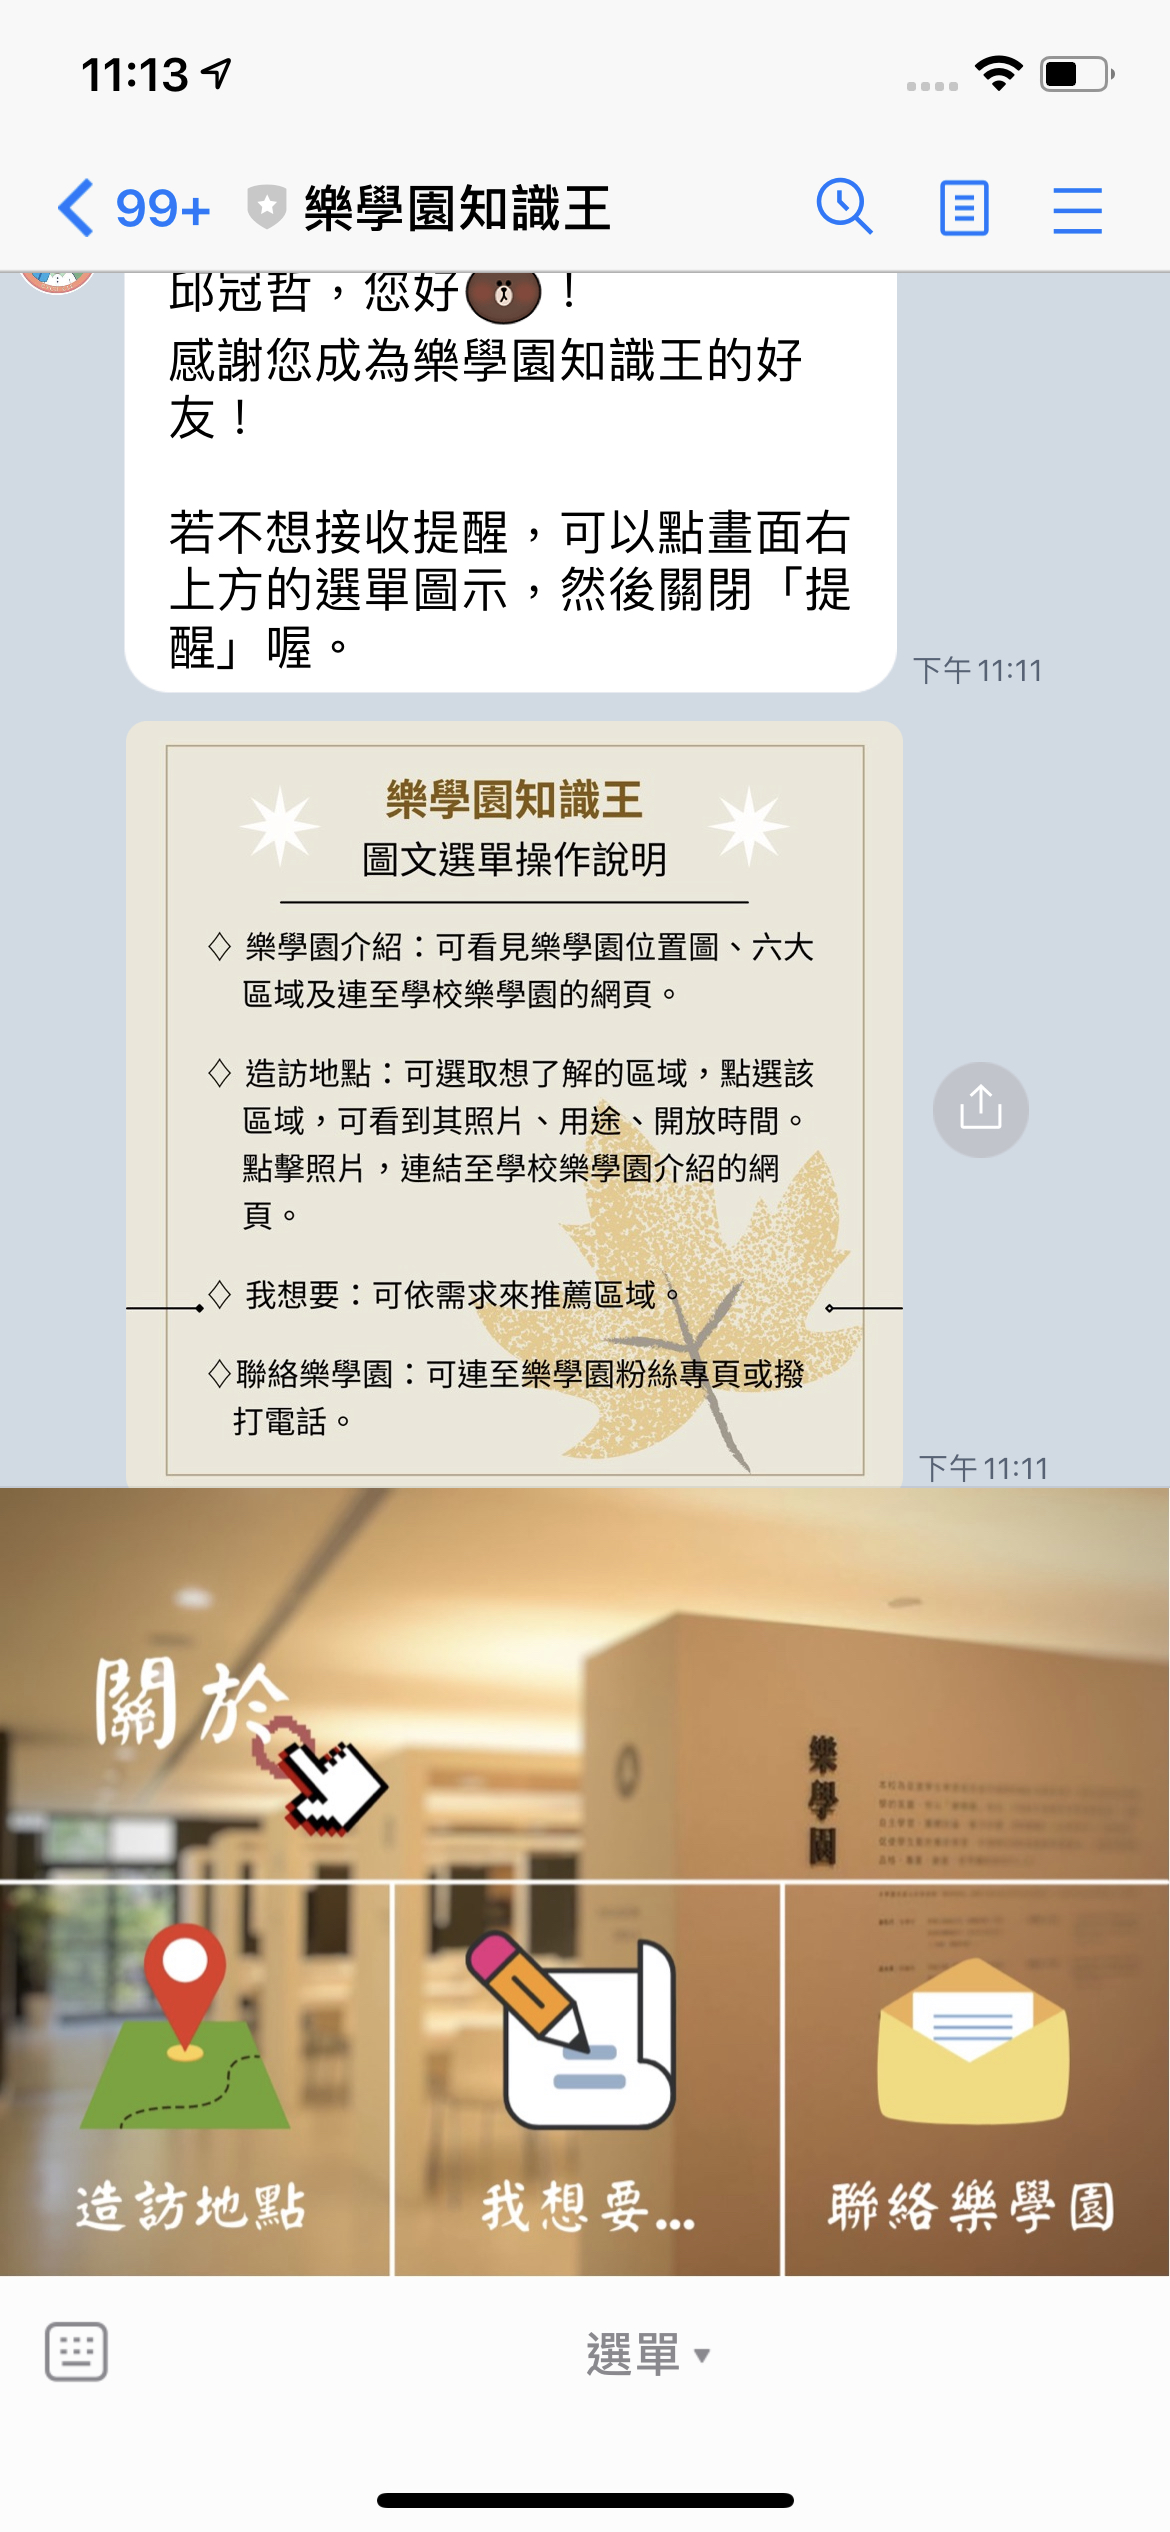 11:13
99+
樂學園知識王
邱冠哲，您好！
感謝您成為樂學園知識王的好
友！
若不想接收提醒，可以點畫面右
上方的選單圖示，然後關閉「提
醒」喔。
下午 11:11
樂學園知識王
圖文選單操作說明
◇ 樂學園介紹：可看見樂學園位置圖、六大
區域及連至學校樂學園的網頁。
◇ 造訪地點：可選取想了解的區域，點選該
區域，可看到其照片、用途、開放時間。
點擊照片，連結至學校樂學園介紹的網
頁。
◇ 我想要：可依需求來推薦區域。
◇聯絡樂學園：可連至樂學園粉絲專頁或撥
打電話。
下午 11:11
關於
樂學園
造訪地點
我想要...
聯絡樂學園
選單 ▾